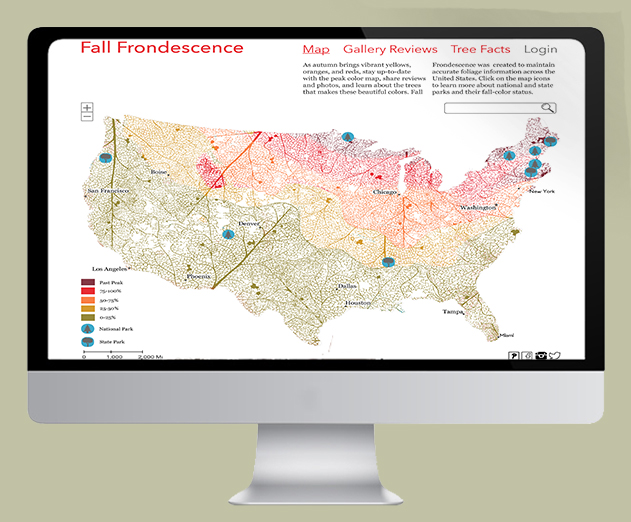 Fall Frondescence
Map Gallery Reviews Tree Facts Login
As autumn brings vibrant yellows,
oranges, and reds, stay up-to-date
with the peak color map, share reviews
and photos, and learn about the trees
that makes these beautiful colors. Fall
Frondescence was created to maintain
accurate foliage information across the
United States. Click on the map icons
to learn more about national and state
parks and their fall-color status.
+
−
Boise
San Francisco
Chicago
New York
Washington
Denver
Los Angeles
Phoenix
Dallas
Houston
Tampa
Miami
Past Peak
75-100%
50-75%
25-50%
0-25%
National Park
State Park
0 1,000 2,000 Mi